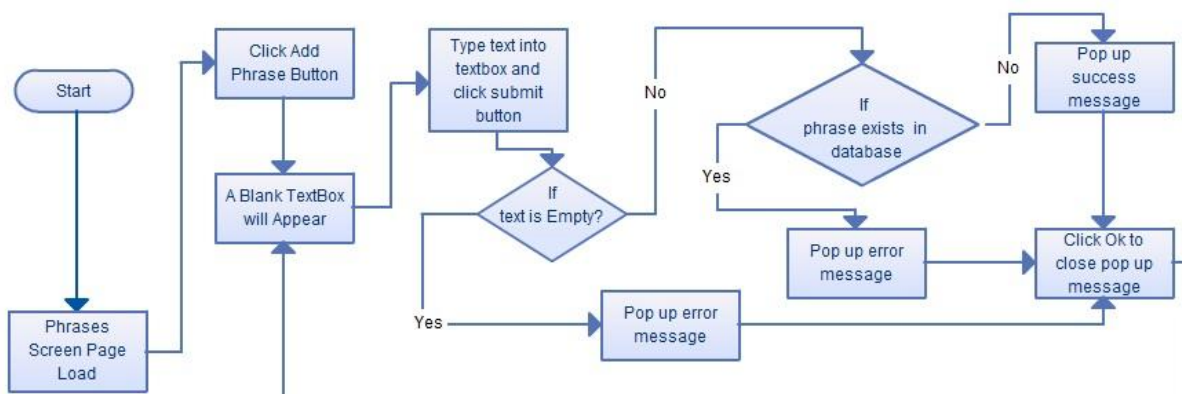 Start
Phrases
Screen Page
Load
Click Add
Phrase Button
A Blank TextBox
will Appear
Type text into
textbox and
click submit
button
If
text is Empty?
No
Yes
Pop up error
message
If
phrase exists in
database
No
Yes
Pop up error
message
Pop up
success
message
Click Ok to
close pop up
message